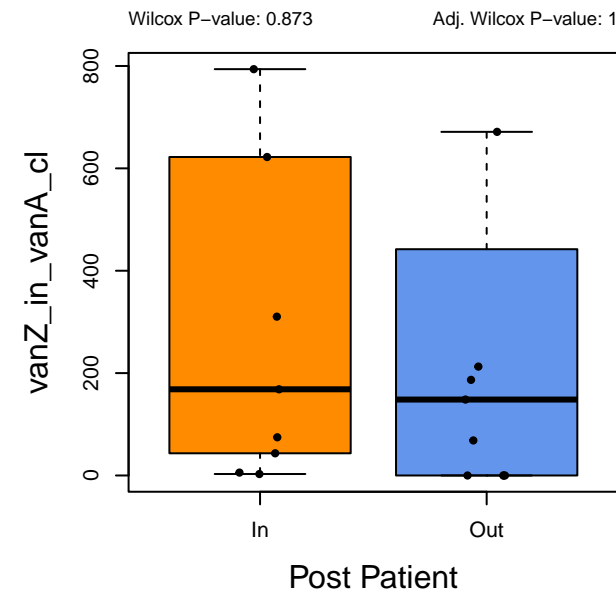 Wilcox P−value: 0.873 Adj. Wilcox P−value: 1
vanZ_in_vanA_cl
800
600
400
200
0
In Out
Post Patient